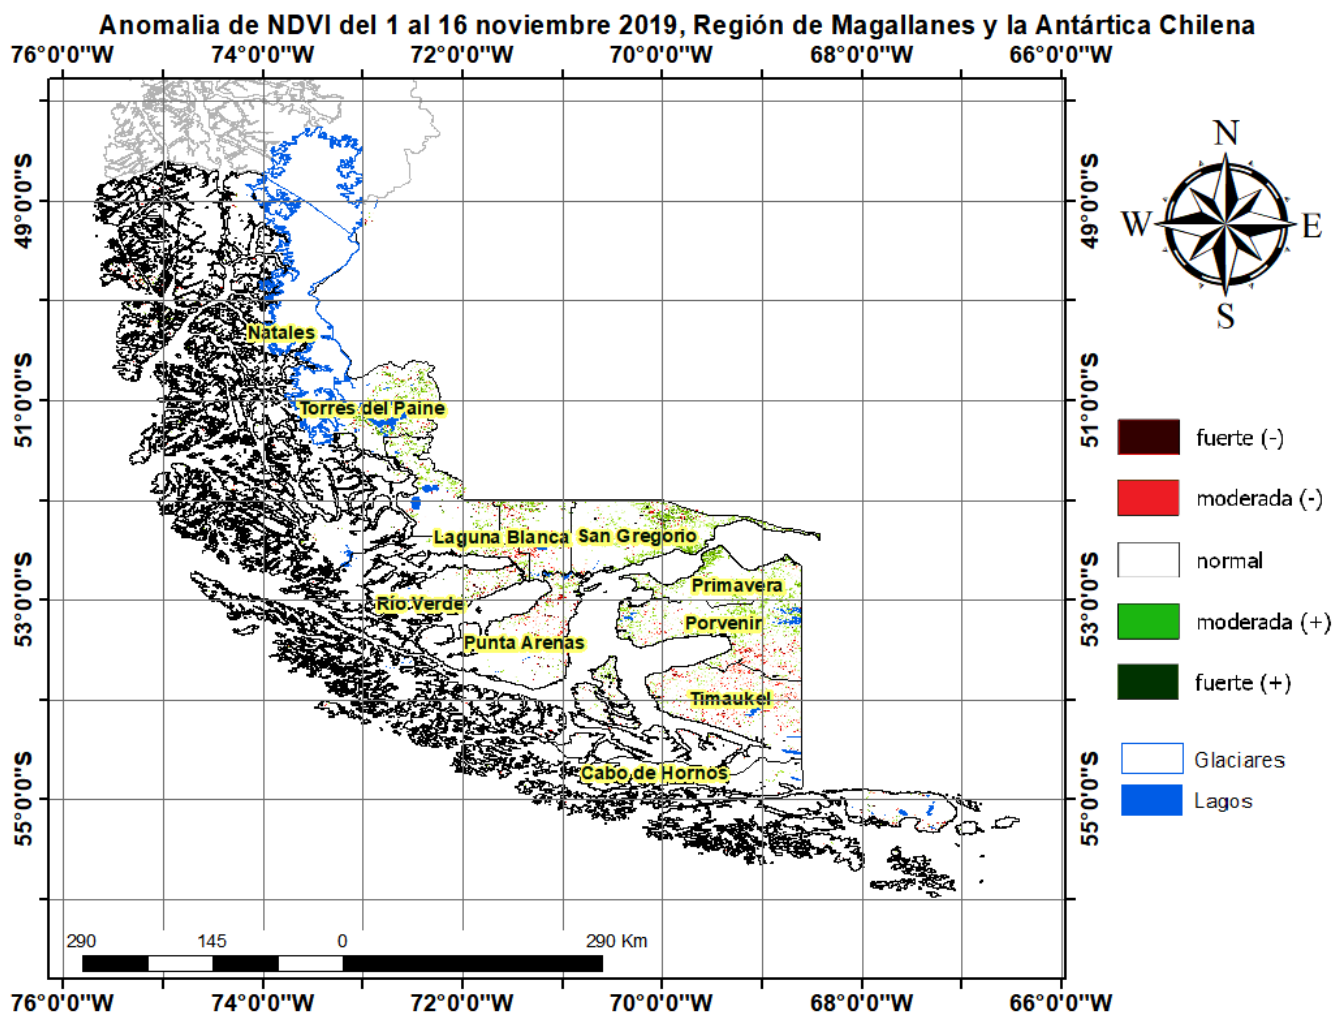 Anomalia de NDVI del 1 al 16 noviembre 2019, Región de Magallanes y la Antártica Chilena
76°0'0"W 74°0'0"W 72°0'0"W 70°0'0"W 68°0'0"W 66°0'0"W
N
W E
S
49°0'0"S 49°0'0"S
Natales
51°0'0"S 51°0'0"S
Torres del Paine
fuerte (-)
moderada (-)
normal
moderada (+)
fuerte (+)
Laguna Blanca San Gregorio
Primavera
53°0'0"S 53°0'0"S
Río Verde
Porvenir
Punta Arenas
Timaukel
Cabo de Hornos
Glaciares
Lagos
55°0'0"S 55°0'0"S
290 145 0 290 Km
76°0'0"W 74°0'0"W 72°0'0"W 70°0'0"W 68°0'0"W 66°0'0"W